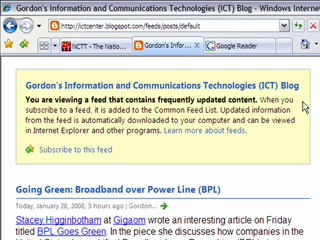 Gordon's Information and Communications Technologies (ICT) Blog - Windows Internet
http://ictcenter.blogspot.com/feeds/posts/default
NCTT - The Natio...
Gordon's Infor...
Google Reader
Gordon's Information and Communications Technologies (ICT) Blog
You are viewing a feed that contains frequently updated content. When you
subscribe to a feed, it is added to the Common Feed List. Updated information
from the feed is automatically downloaded to your computer and can be viewed
in Internet Explorer and other programs. Learn more about feeds.
Subscribe to this feed
Going Green: Broadband over Power Line (BPL)
Today, January 28, 2008, 3 hours ago | Gordon...
Stacey Higginbotham at Gigaom wrote an interesting article on Friday
titled BPL Goes Green. In the piece she discusses how companies in the